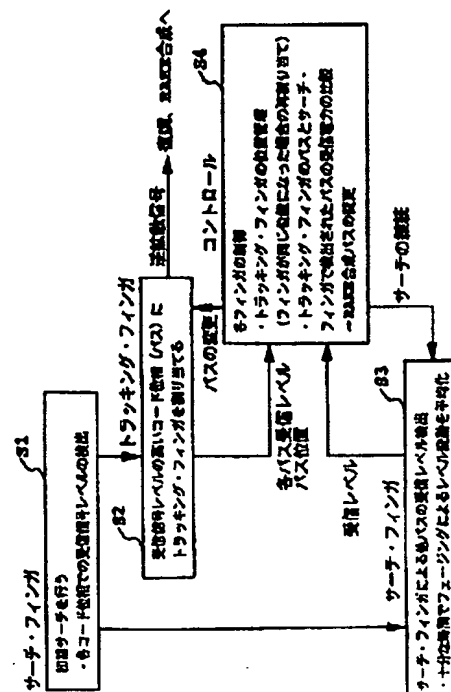 サーチ・フィンガ
S1
初期サーチを行う
・各コード位相での受信信号レベルの検出
トラッキング・フィンガ
S2
受信信号レベルの高いコード位相（パス）に
トラッキング・フィンガを割り当てる
逆拡散信号
復調、RAKE合成へ
パスの変更
コントロール
S4
各フィンガの制御
・トラッキング・フィンガの位置管理
（フィンガが同じ位置になった場合の再割り当て）
・トラッキング・フィンガのパスとサーチ・
フィンガで検出されたパスの受信電力の比較
→RAKE合成パスの変更
各パス受信レベル
パス位置
受信レベル
サーチの継続
サーチ・フィンガ
S3
サーチ・フィンガによる他パスの受信レベル検出
・十分な時間でフェージングによるレベル変動を平均化